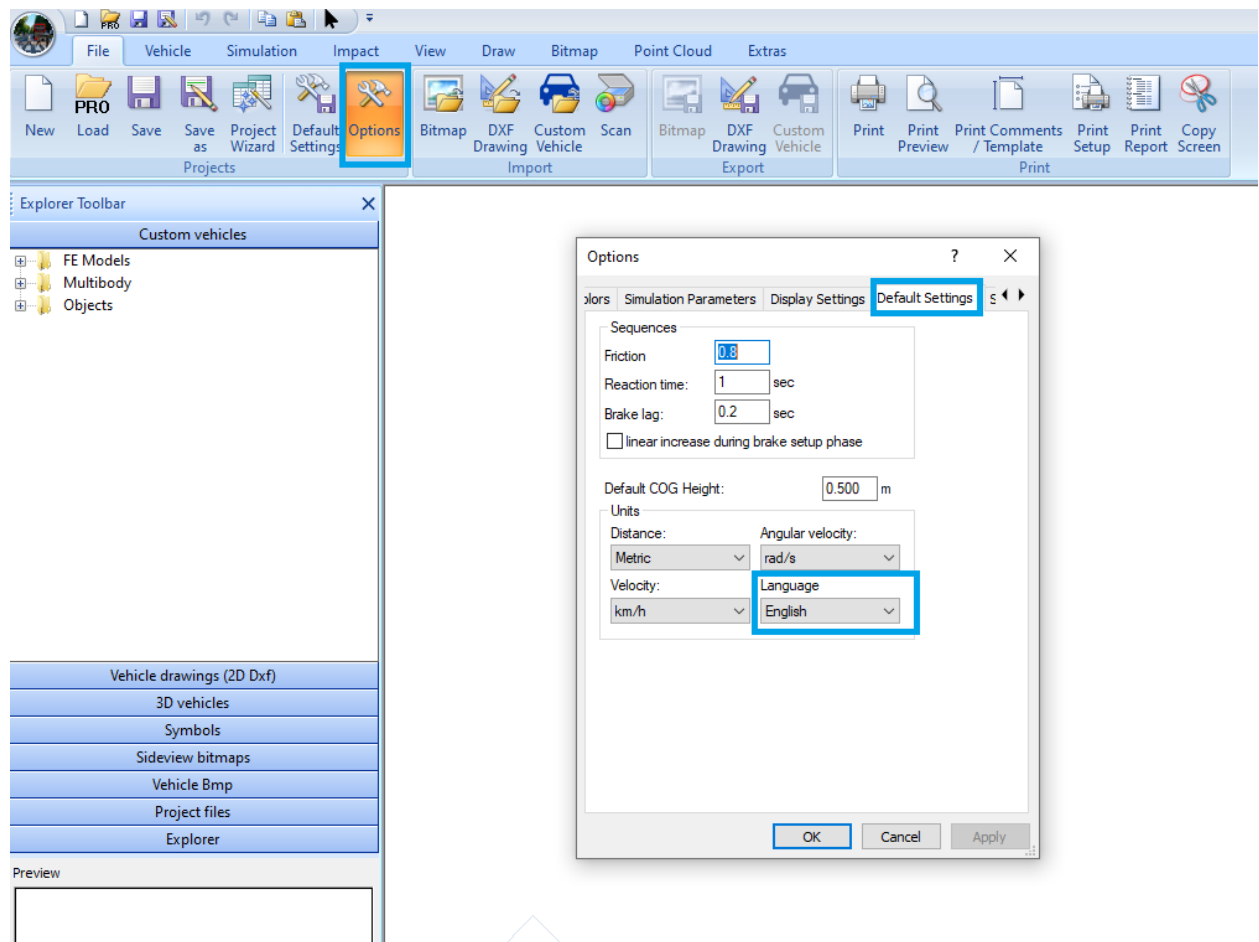 PRO
File Vehicle Simulation Impact View Draw Bitmap Point Cloud Extras
PRO
New Load Save Save as Project Wizard Default Settings Options Bitmap DXF Drawing Custom Vehicle Scan Bitmap DXF Drawing Custom Vehicle Print Print Preview Print Comments / Template Print Setup Print Report Copy Screen
Projects Import Export Print
Explorer Toolbar
Custom vehicles
FE Models
Multibody
Objects
Vehicle drawings (2D Dxf)
3D vehicles
Symbols
Sideview bitmaps
Vehicle Bmp
Project files
Explorer
Preview
Options ?
olors Simulation Parameters Display Settings Default Settings S
Sequences
Friction 0.8
Reaction time: 1 sec
Brake lag: 0.2 sec
linear increase during brake setup phase
Default COG Height: 0.500 m
Units
Distance: Angular velocity:
Metric rad/s
Velocity: Language
km/h English
OK Cancel Apply